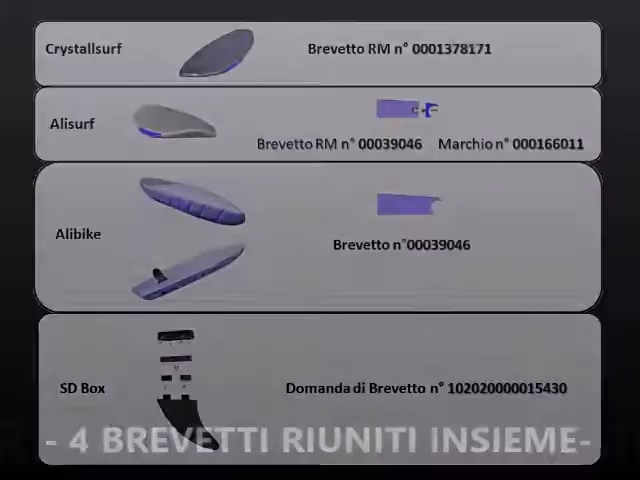 Crystallsurf
Brevetto RM n° 0001378171
Alisurf
Brevetto RM n° 00039046 Marchio n° 000166011
Alibike
Brevetto n°00039046
SD Box
Domanda di Brevetto n° 102020000015430
- 4 BREVETTI RIUNITI INSIEME-